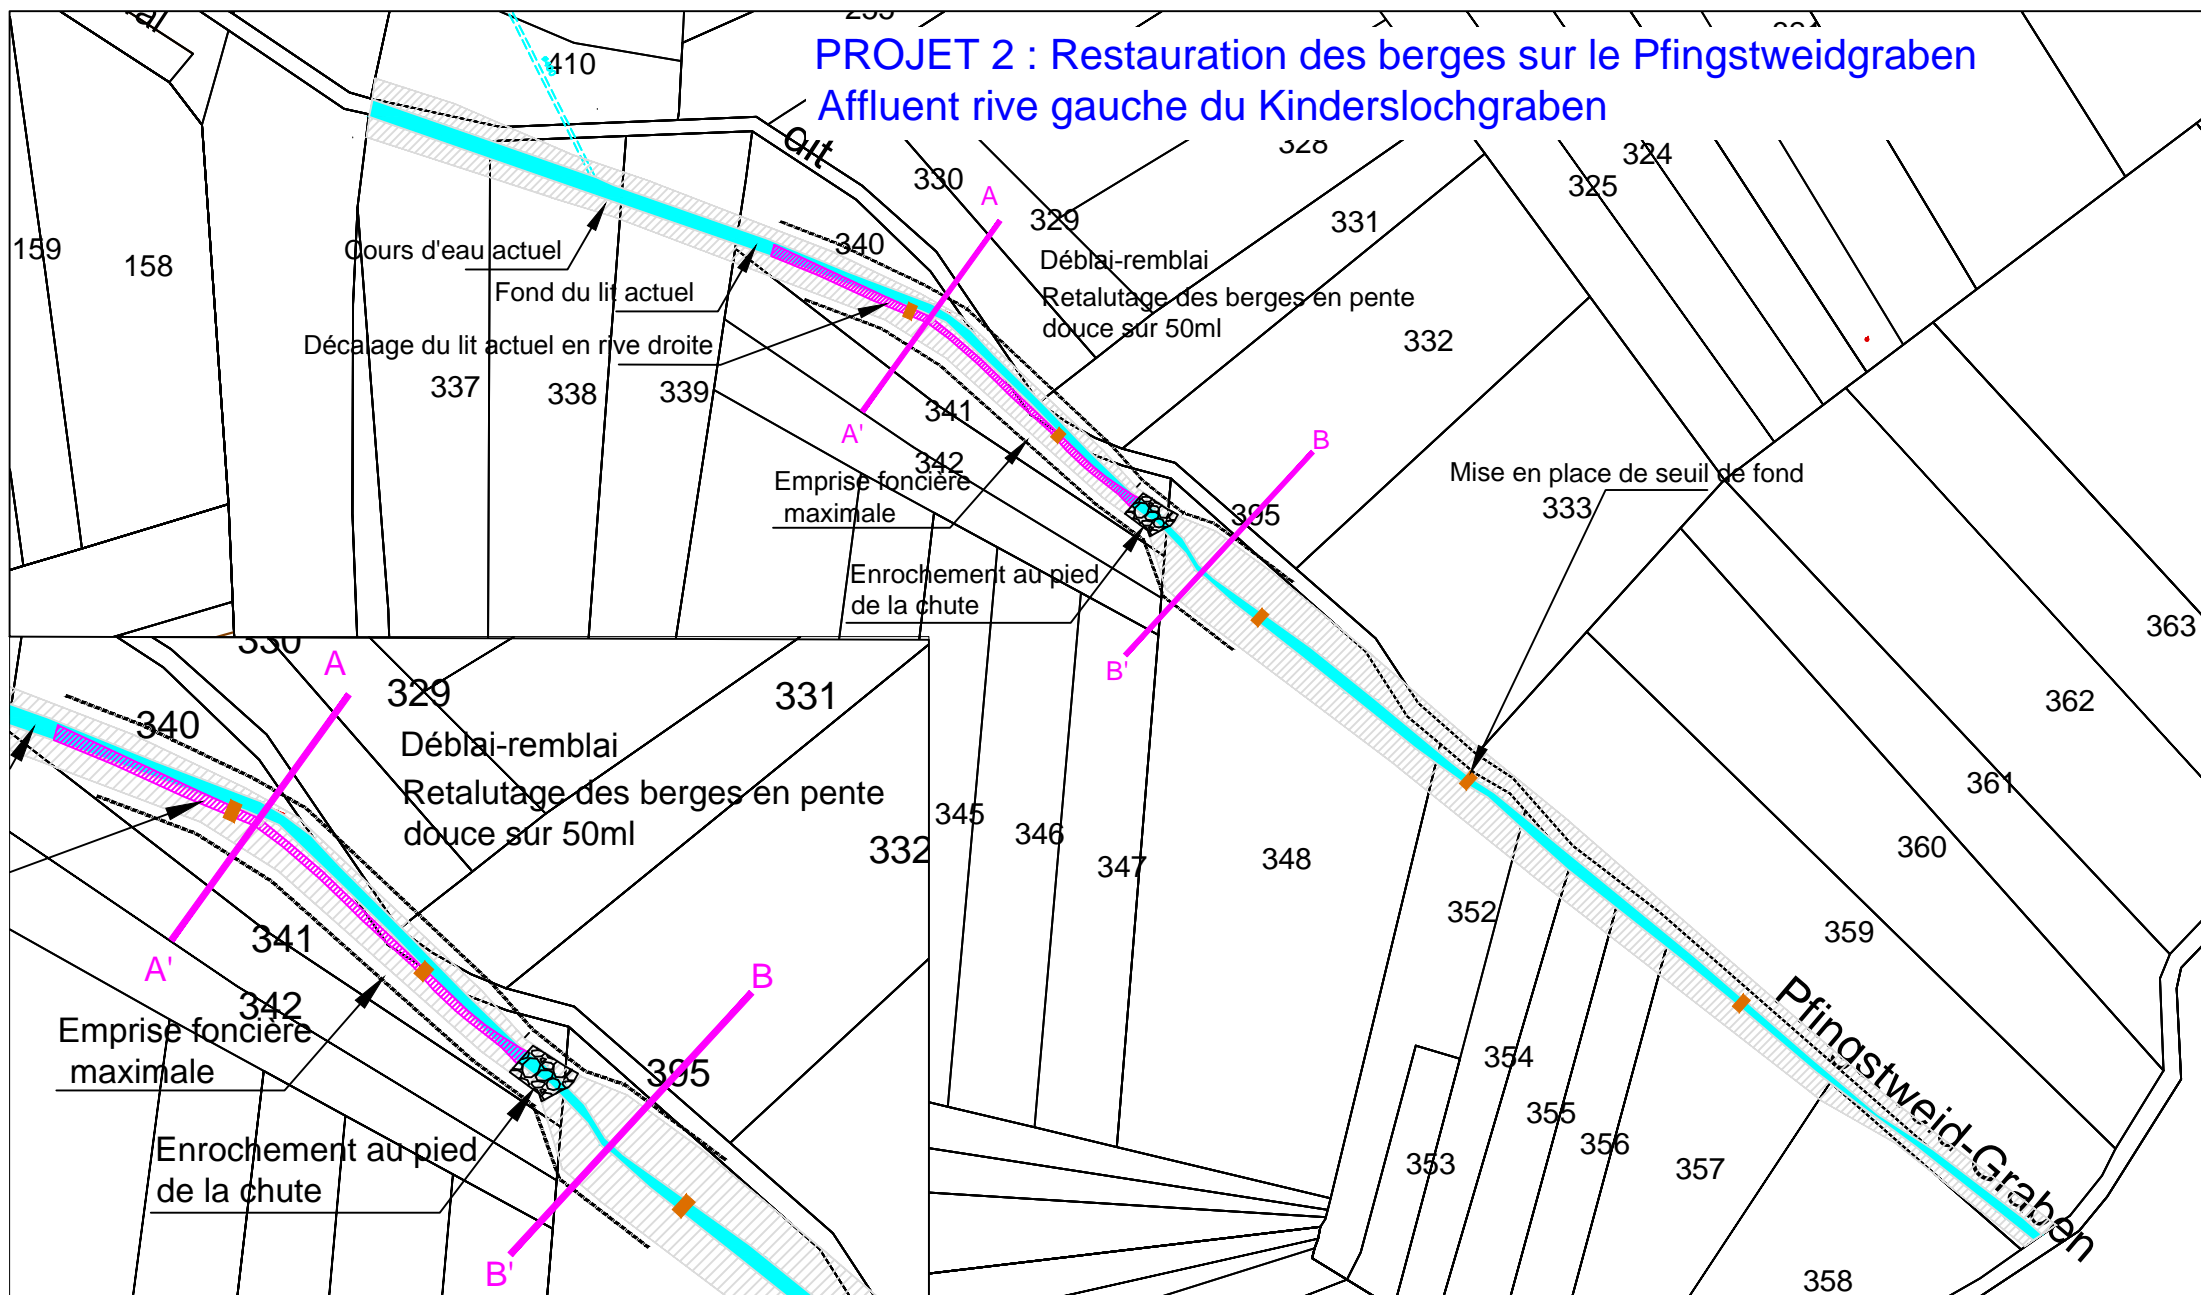 PROJET 2 : Restauration des berges sur le Pfingstweidgraben
Affluent rive gauche du Kinderslochgraben
410
dit
328
324
325
330
A
329
331
159
158
340
Cours d'eau actuel
Déblai-remblai
Fond du lit actuel
Retalutage des berges en pente
douce sur 50ml
Décalage du lit actuel en rive droite
332
337
338
339
341
A'
B
342
Emprise foncière
maximale
Mise en place de seuil de fond
333
395
Enrochement au pied
de la chute
B'
363
362
361
360
359
345
346
347
348
352
353
354
355
356
357
358
Pfingstweid-Graben
330
A
329
331
340
Déblai-remblai
Retalutage des berges en pente
douce sur 50ml
332
341
A'
B
342
Emprise foncière
maximale
395
Enrochement au pied
de la chute
B'